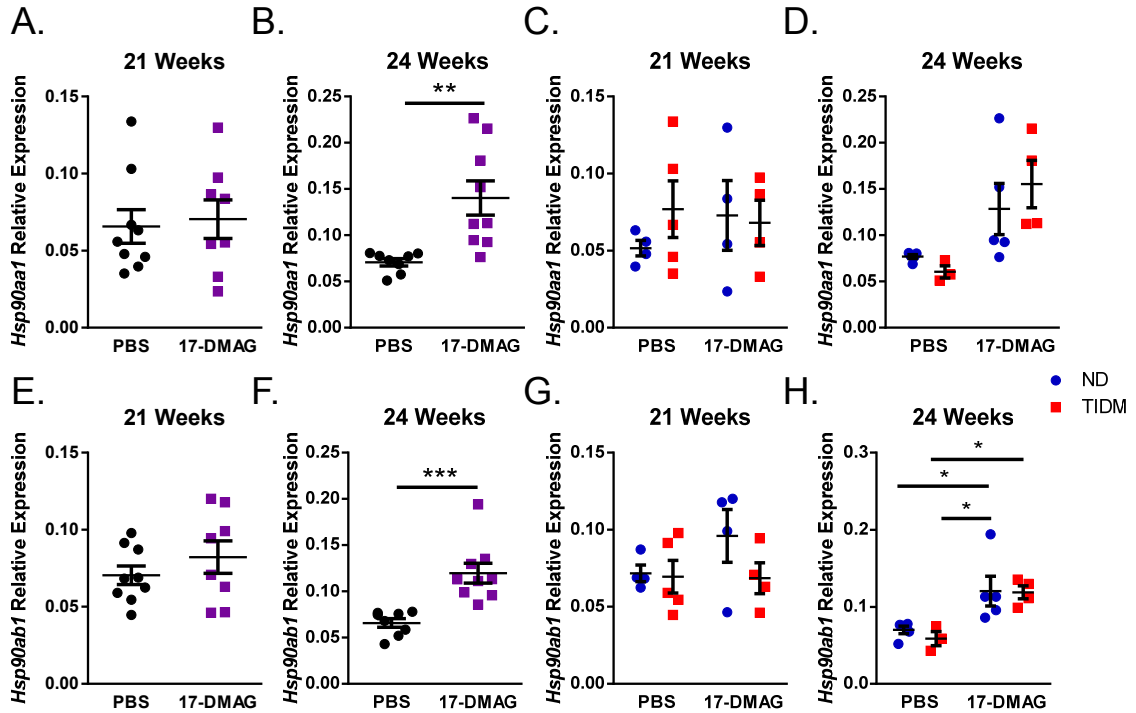 A.
21 Weeks
Hsp90aa1 Relative Expression
0.15
0.10
0.05
0.00
PBS
17-DMAG
B.
24 Weeks
Hsp90aa1 Relative Expression
0.25
0.20
0.15
0.10
0.05
0.00
**
PBS
17-DMAG
C.
21 Weeks
Hsp90aa1 Relative Expression
0.15
0.10
0.05
0.00
PBS
17-DMAG
D.
24 Weeks
Hsp90aa1 Relative Expression
0.25
0.20
0.15
0.10
0.05
0.00
PBS
17-DMAG
ND
TIDM
E.
21 Weeks
Hsp90ab1 Relative Expression
0.15
0.10
0.05
0.00
PBS
17-DMAG
F.
24 Weeks
Hsp90ab1 Relative Expression
0.25
0.20
0.15
0.10
0.05
0.00
***
PBS
17-DMAG
G.
21 Weeks
Hsp90ab1 Relative Expression
0.15
0.10
0.05
0.00
PBS
17-DMAG
H.
24 Weeks
Hsp90ab1 Relative Expression
0.3
0.2
0.1
0.0
*
*
*
PBS
17-DMAG